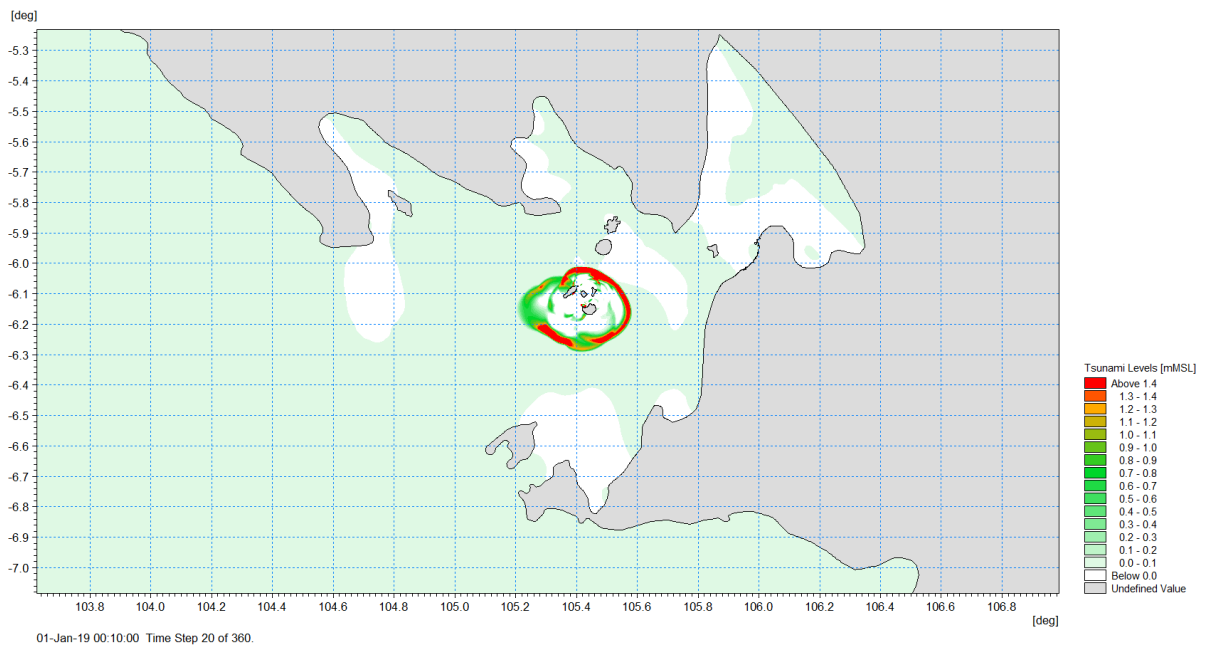 [deg]
-5.3
-5.4
-5.5
-5.6
-5.7
-5.8
-5.9
-6.0
-6.1
-6.2
-6.3
-6.4
-6.5
-6.6
-6.7
-6.8
-6.9
-7.0
103.8 104.0 104.2 104.4 104.6 104.8 105.0 105.2 105.4 105.6 105.8 106.0 106.2 106.4 106.6 106.8
[deg]
01-Jan-19 00:10:00 Time Step 20 of 360.
Tsunami Levels [mMSL]
Above 1.4
1.3 - 1.4
1.2 - 1.3
1.1 - 1.2
1.0 - 1.1
0.9 - 1.0
0.8 - 0.9
0.7 - 0.8
0.6 - 0.7
0.5 - 0.6
0.4 - 0.5
0.3 - 0.4
0.2 - 0.3
0.1 - 0.2
0.0 - 0.1
Below 0.0
Undefined Value